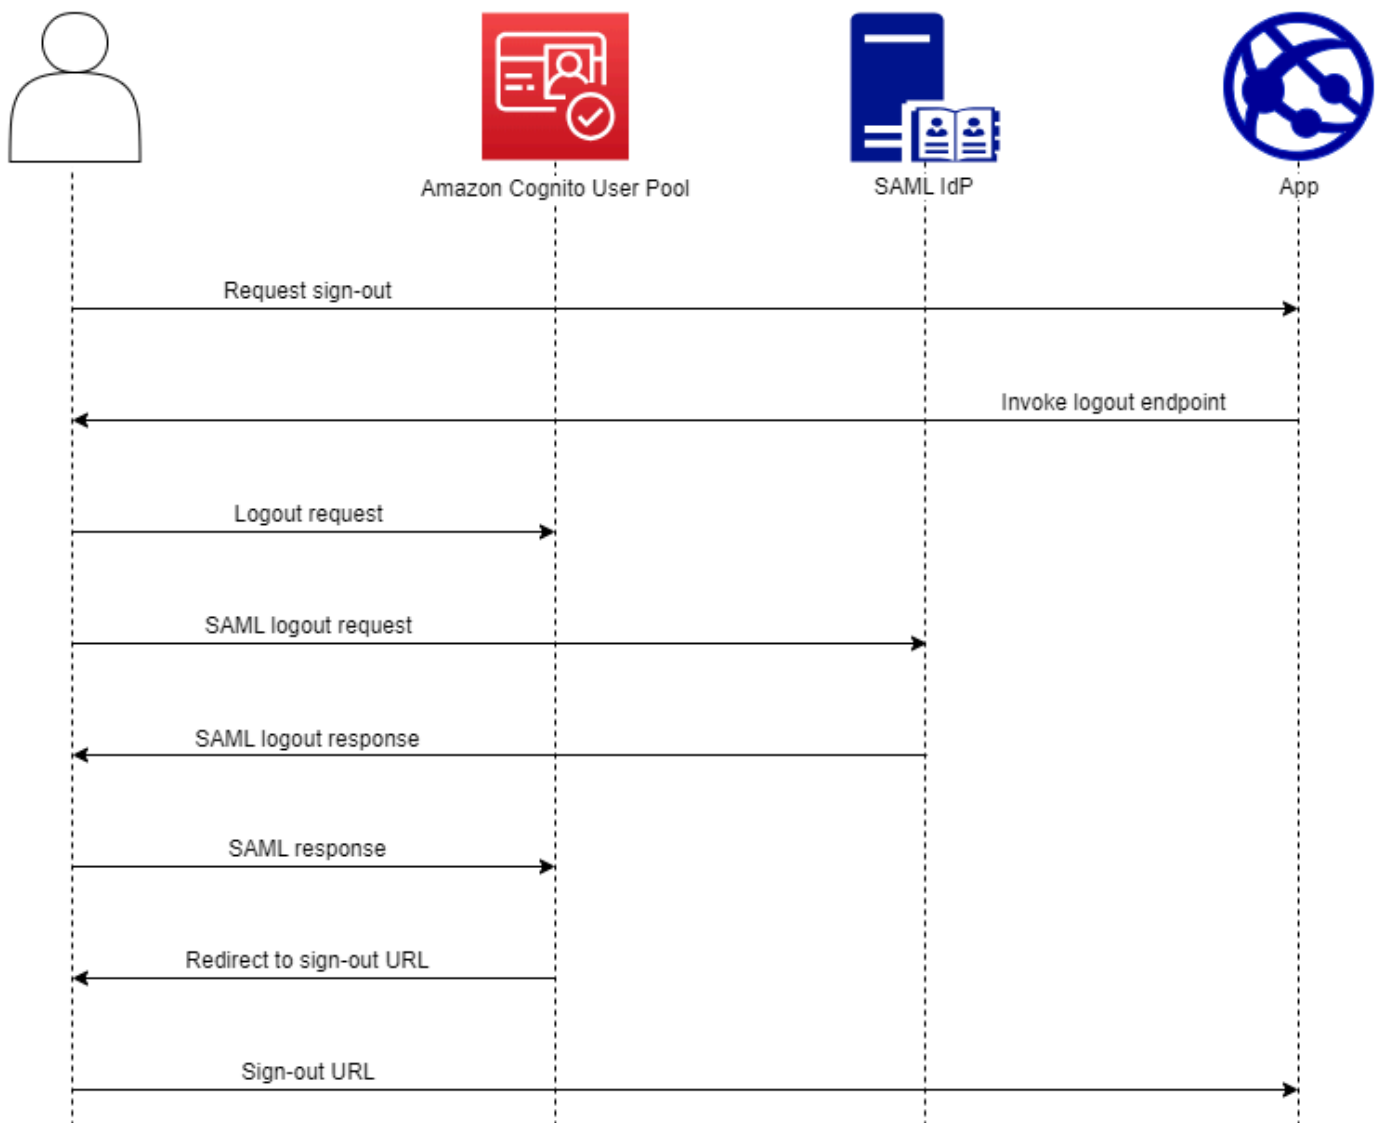 Amazon Cognito User Pool
SAML IdP
App
Request sign-out
Invoke logout endpoint
Logout request
SAML logout request
SAML logout response
SAML response
Redirect to sign-out URL
Sign-out URL